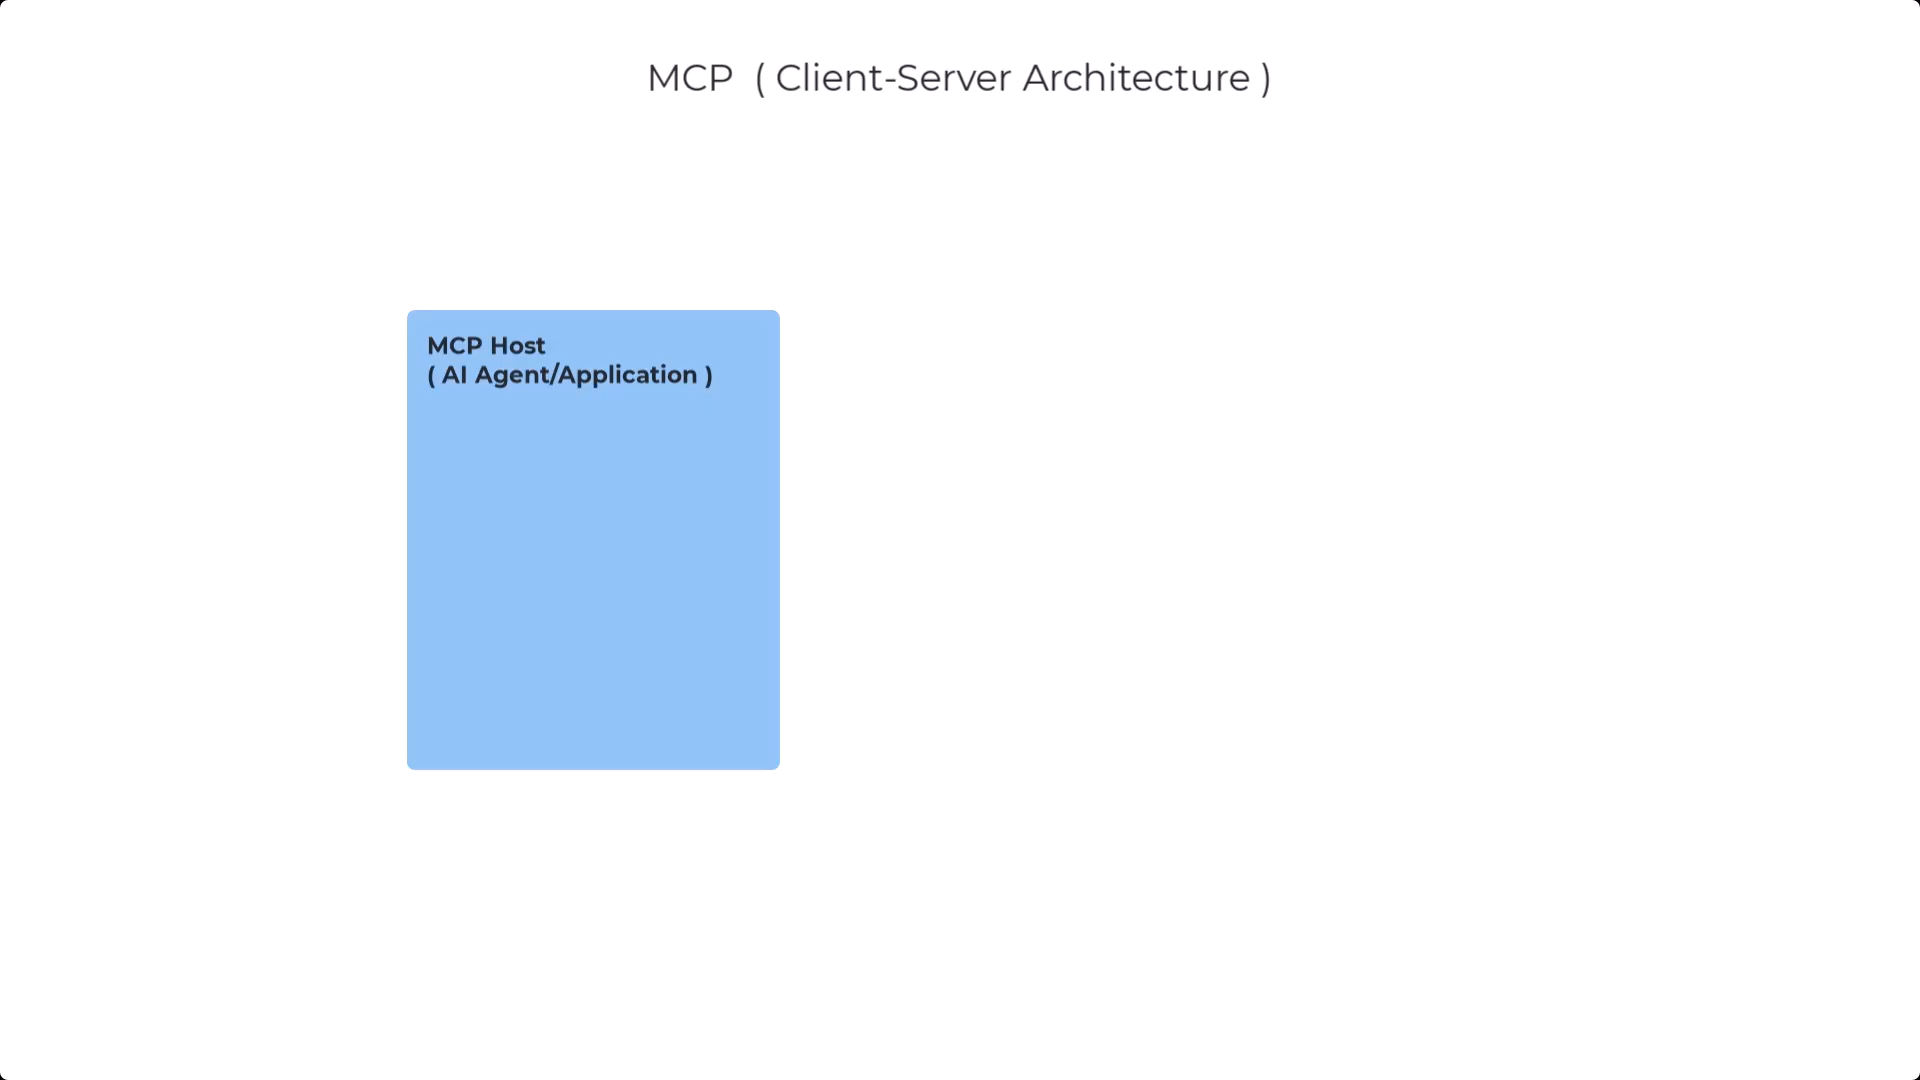 MCP ( Client-Server Architecture )
MCP Host
( AI Agent/Application )